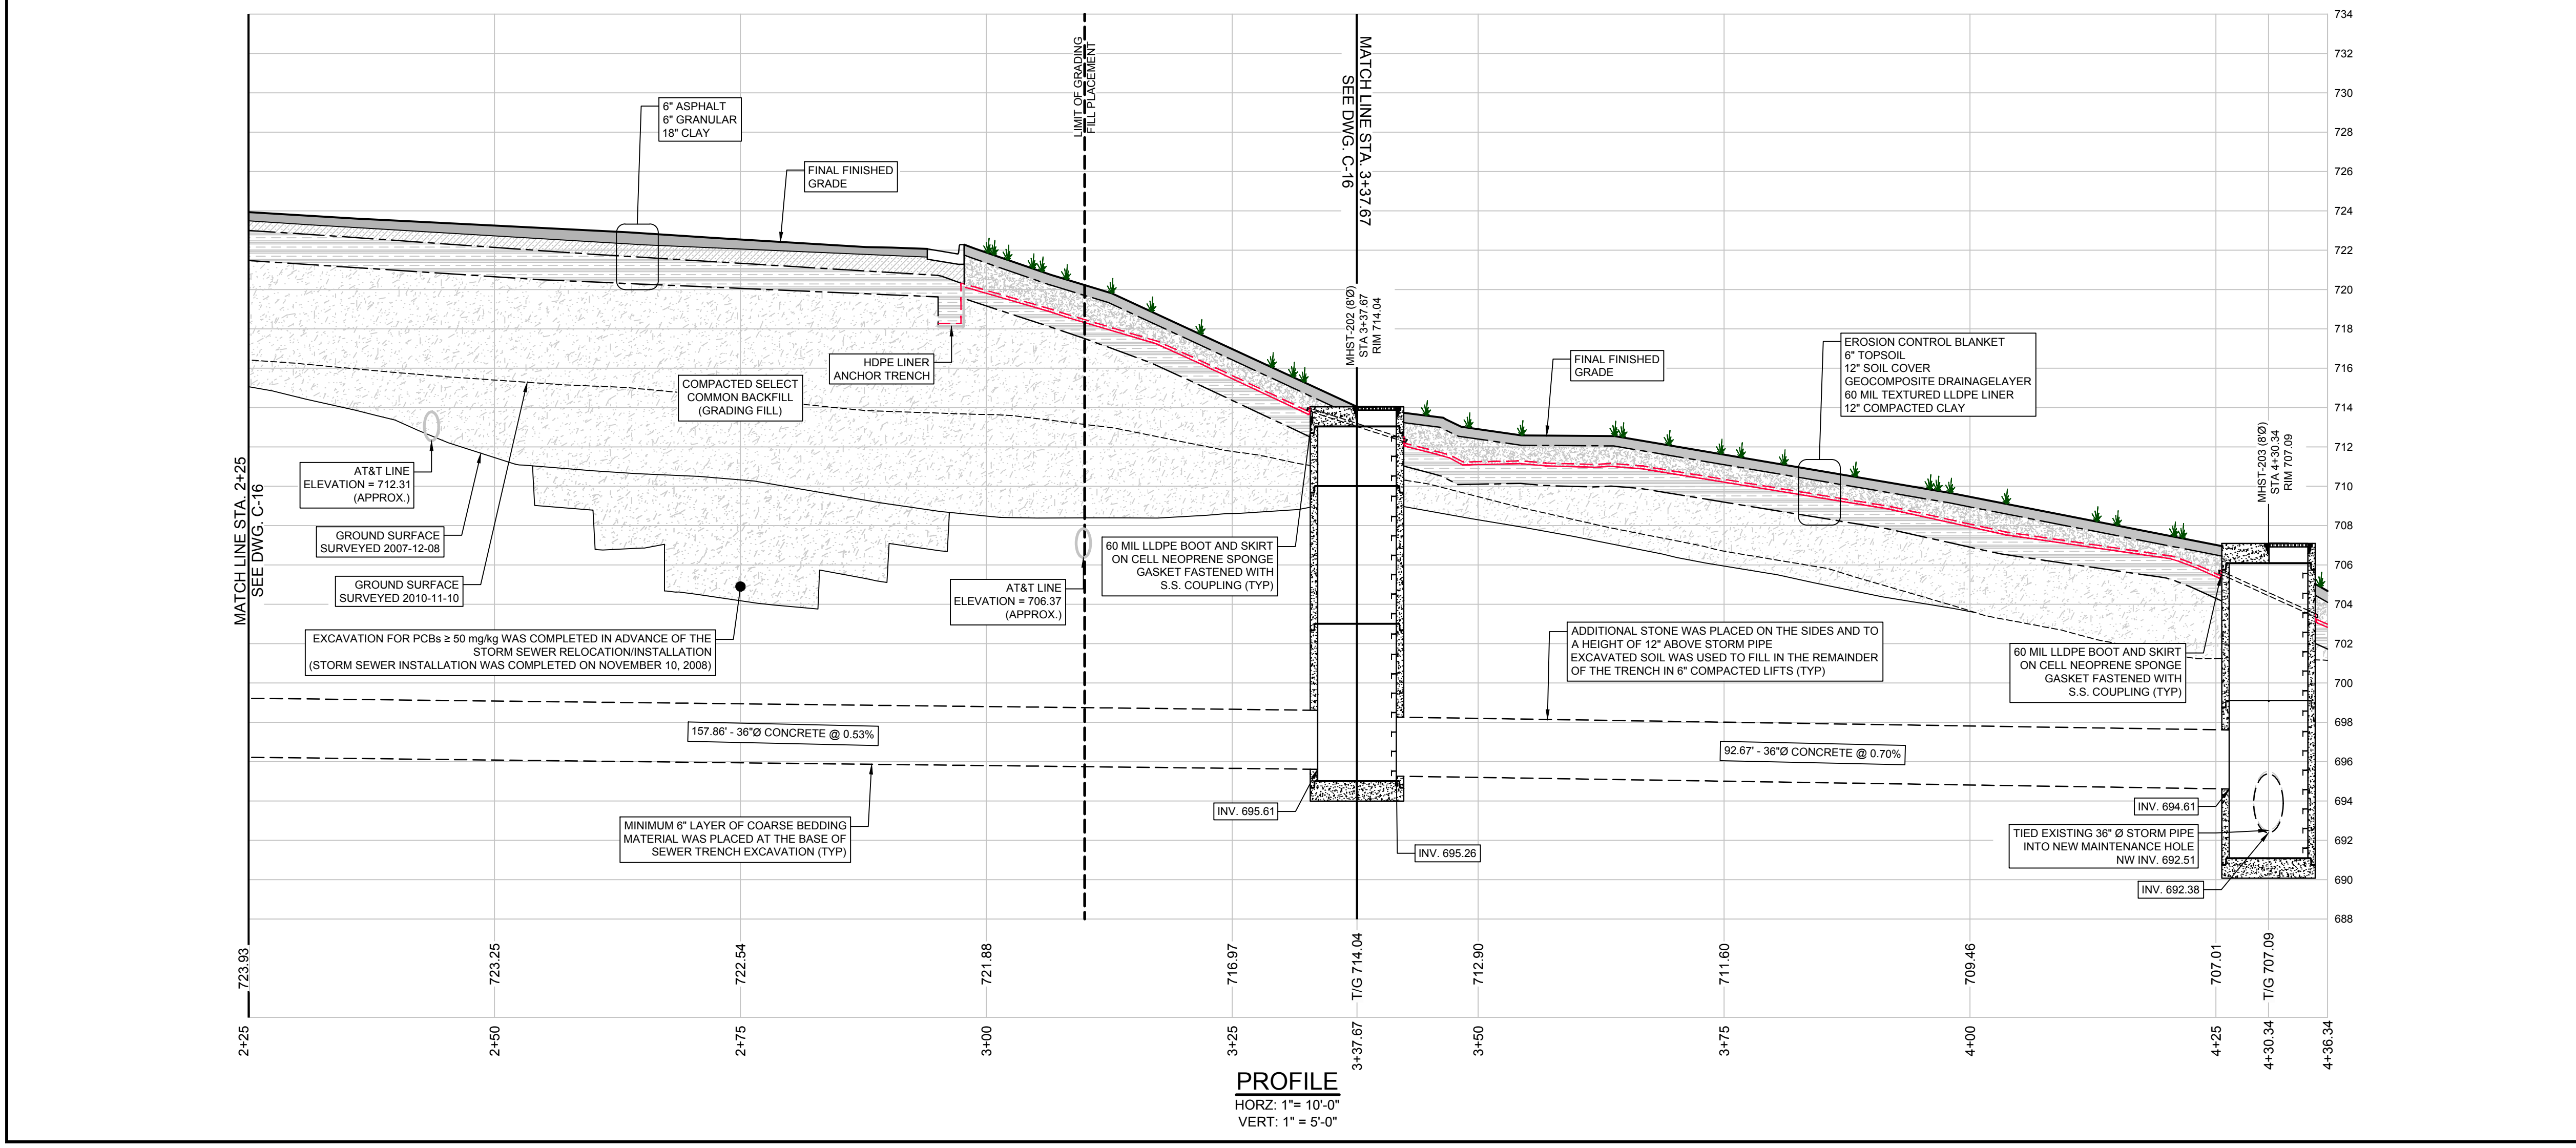 734
732
730
728
726
724
722
720
718
716
714
712
710
708
706
704
702
700
698
696
694
692
690
688
LIMIT OF GRADING
FILL PLACEMENT
MATCH LINE STA. 3+37.67
SEE DWG. C-16
6" ASPHALT
6" GRANULAR
18" CLAY
FINAL FINISHED
GRADE
MHST-202 (8'Ø)
STA 3+37.67
RIM 714.04
HDPE LINER
ANCHOR TRENCH
COMPACTED SELECT
COMMON BACKFILL
(GRADING FILL)
FINAL FINISHED
GRADE
EROSION CONTROL BLANKET
6" TOPSOIL
12" SOIL COVER
GEOCOMPOSITE DRAINAGELAYER
60 MIL TEXTURED LLDPE LINER
12" COMPACTED CLAY
MHST-203 (8'Ø)
STA 4+30.34
RIM 707.09
MATCH LINE STA. 2+25
SEE DWG. C-16
AT&T LINE
ELEVATION = 712.31
(APPROX.)
GROUND SURFACE
SURVEYED 2007-12-08
GROUND SURFACE
SURVEYED 2010-11-10
AT&T LINE
ELEVATION = 706.37
(APPROX.)
60 MIL LLDPE BOOT AND SKIRT
ON CELL NEOPRENE SPONGE
GASKET FASTENED WITH
S.S. COUPLING (TYP)
EXCAVATION FOR PCBs ≥ 50 mg/kg WAS COMPLETED IN ADVANCE OF THE
STORM SEWER RELOCATION/INSTALLATION
(STORM SEWER INSTALLATION WAS COMPLETED ON NOVEMBER 10, 2008)
ADDITIONAL STONE WAS PLACED ON THE SIDES AND TO
A HEIGHT OF 12" ABOVE STORM PIPE
EXCAVATED SOIL WAS USED TO FILL IN THE REMAINDER
OF THE TRENCH IN 6" COMPACTED LIFTS (TYP)
60 MIL LLDPE BOOT AND SKIRT
ON CELL NEOPRENE SPONGE
GASKET FASTENED WITH
S.S. COUPLING (TYP)
157.86' - 36"Ø CONCRETE @ 0.53%
92.67' - 36"Ø CONCRETE @ 0.70%
MINIMUM 6" LAYER OF COARSE BEDDING
MATERIAL WAS PLACED AT THE BASE OF
SEWER TRENCH EXCAVATION (TYP)
INV. 695.61
INV. 695.26
INV. 694.61
TIED EXISTING 36" Ø STORM PIPE
INTO NEW MAINTENANCE HOLE
NW INV. 692.51
INV. 692.38
723.93
723.25
722.54
721.88
716.97
T/G 714.04
712.90
711.60
709.46
707.01
T/G 707.09
2+25
2+50
2+75
3+00
3+25
3+37.67
3+50
3+75
4+00
4+25
4+30.34
4+36.34
PROFILE
HORZ: 1"= 10'-0"
VERT: 1" = 5'-0"